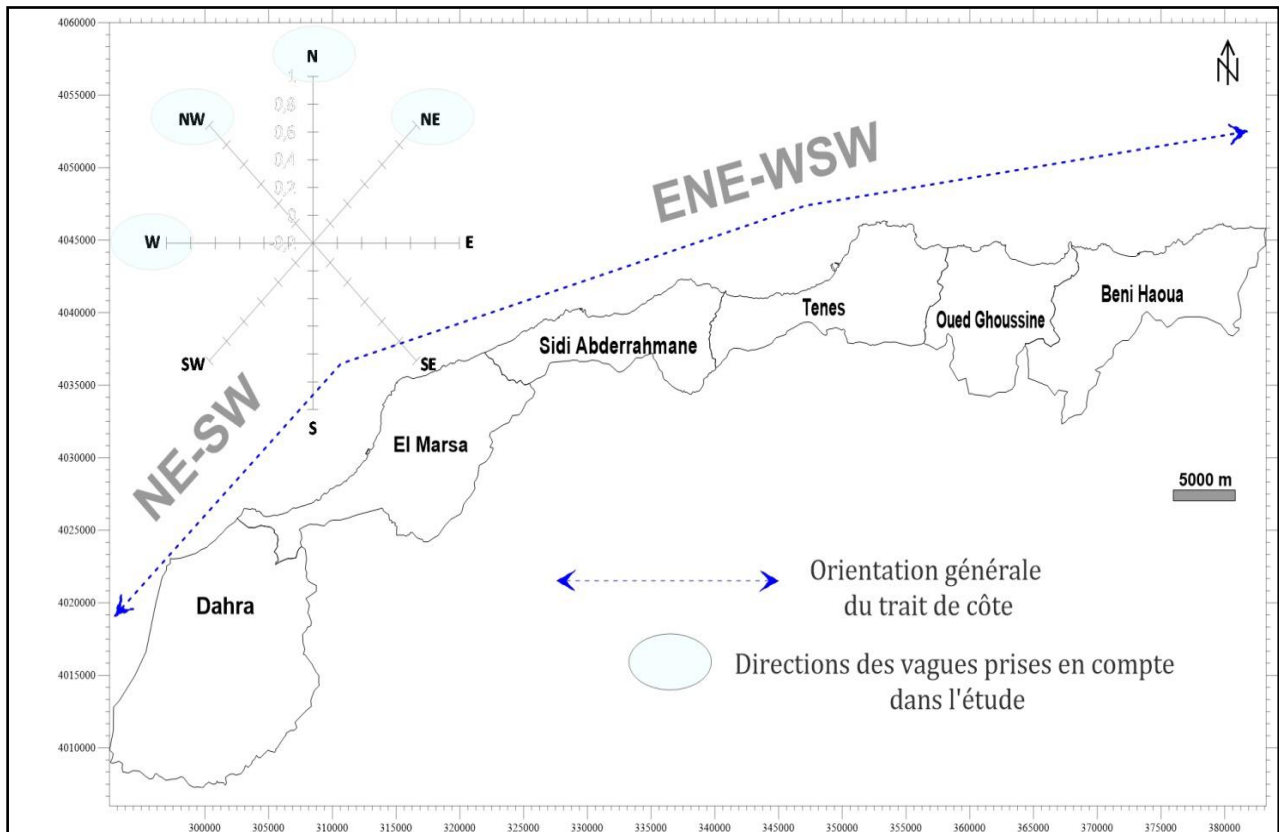 4060000
4055000
4050000
4045000
4040000
4035000
4030000
4025000
4020000
4015000
4010000
N
NW
NE
W
E
SW
SE
S
1,
0,8
0,6
0,4
0,2
0
N
ENE-WSW
NE-SW
Dahra
El Marsa
Sidi Abderrahmane
Tenes
Oued Ghoussine
Beni Haoua
5000 m
Orientation générale
du trait de côte
Directions des vagues prises en compte
dans l'étude
300000 305000 310000 315000 320000 325000 330000 335000 340000 345000 350000 355000 360000 365000 370000 375000 380000